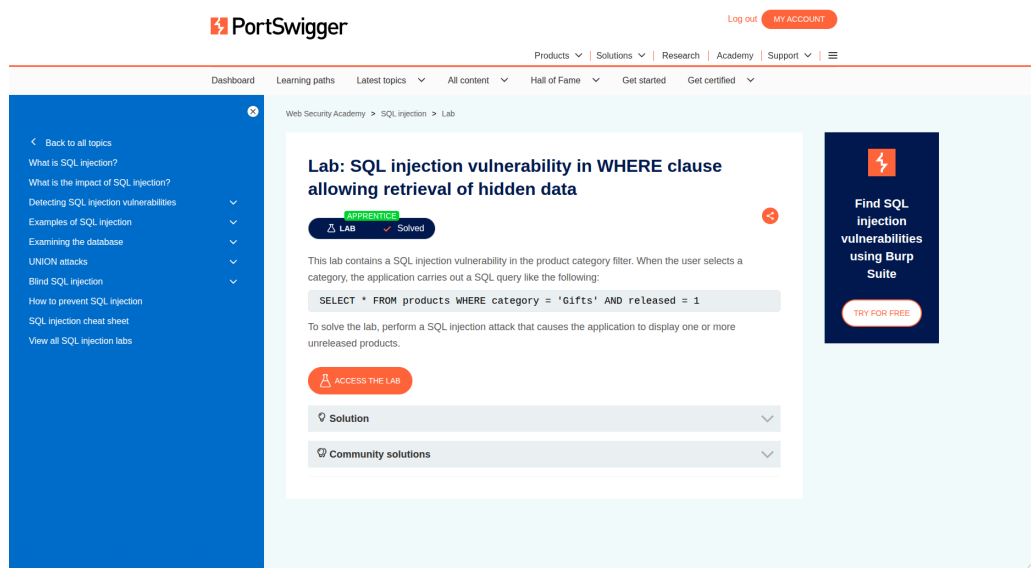 PortSwigger
Log out MY ACCOUNT
Products Solutions Research Academy Support
Dashboard Learning paths Latest topics All content Hall of Fame Get started Get certified
Web Security Academy > SQL injection > Lab
Back to all topics
What is SQL injection?
What is the impact of SQL injection?
Detecting SQL injection vulnerabilities
Examples of SQL injection
Examining the database
UNION attacks
Blind SQL injection
How to prevent SQL injection
SQL injection cheat sheet
View all SQL injection labs
Lab: SQL injection vulnerability in WHERE clause
allowing retrieval of hidden data
APPRENTICE
LAB Solved
This lab contains a SQL injection vulnerability in the product category filter. When the user selects a
category, the application carries out a SQL query like the following:
SELECT * FROM products WHERE category = 'Gifts' AND released = 1
To solve the lab, perform a SQL injection attack that causes the application to display one or more
unreleased products.
ACCESS THE LAB
Solution
Community solutions
Find SQL
injection
vulnerabilities
using Burp
Suite
TRY FOR FREE